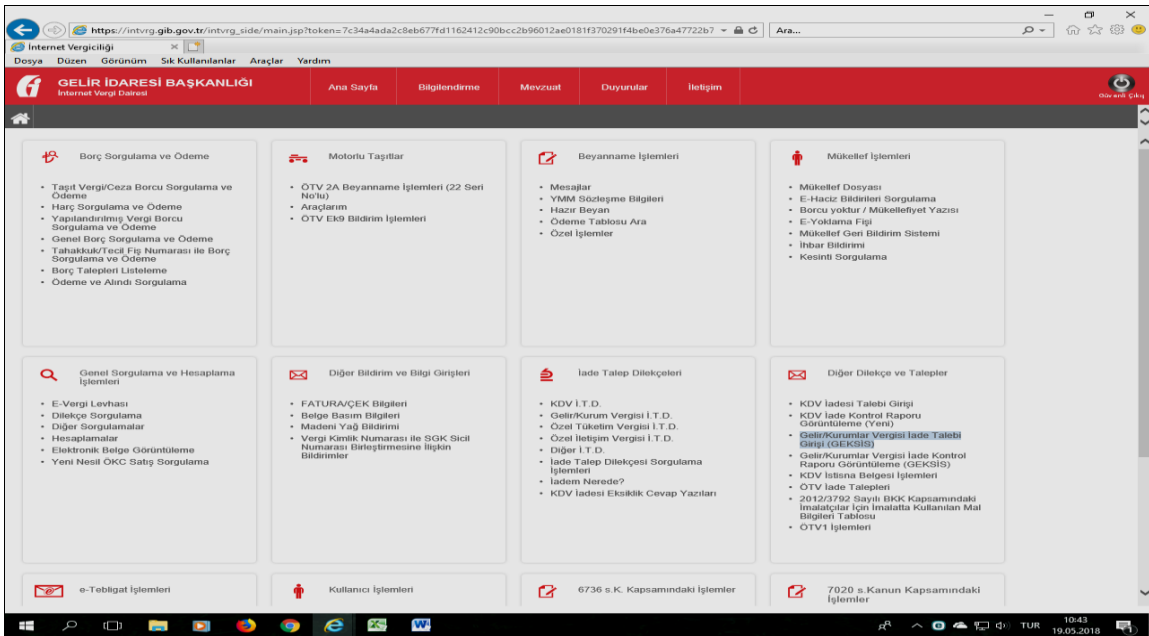 https://intvrg.gib.gov.tr/intvrg_side/main.jsp?token=7c34a4ada2c8eb677fd1162412c90bcc2b96012ae0181f370291f4be0e376a47722b7
Ara...
İnternet Vergiciliği
Dosya Düzen Görünüm Sık Kullanılanlar Araçlar Yardım
GELİR İDARESİ BAŞKANLIĞI
İnternet Vergi Dairesi
Ana Sayfa Bilgilendirme Mevzuat Duyurular İletişim
Güvenli Çıkış
Borç Sorgulama ve Ödeme
• Taşıt Vergi/Ceza Borcu Sorgulama ve
Ödeme
• Harç Sorgulama ve Ödeme
• Yapılandırılmış Vergi Borcu
Sorgulama ve Ödeme
• Genel Borç Sorgulama ve Ödeme
• Tahakkuk/Tecil Fiş Numarası ile Borç
Sorgulama ve Ödeme
• Borç Talepleri Listeleme
• Ödeme ve Alındı Sorgulama
Motorlu Taşıtlar
• ÖTV 2A Beyanname İşlemleri (22 Seri
No'lu)
• Araçlarım
• ÖTV Ek9 Bildirim İşlemleri
Beyanname İşlemleri
• Mesajlar
• YMM Sözleşme Bilgileri
• Hazır Beyan
• Ödeme Tablosu Ara
• Özel İşlemler
Mükellef İşlemleri
• Mükellef Dosyası
• E-Haciz Bildirileri Sorgulama
• Borcu yoktur / Mükellefiyet Yazısı
• E-Yoklama Fişi
• Mükellef Geri Bildirim Sistemi
• İhbar Bildirimi
• Kesinti Sorgulama
Genel Sorgulama ve Hesaplama
İşlemleri
• E-Vergi Levhası
• Dilekçe Sorgulama
• Diğer Sorgulamalar
• Hesaplamalar
• Elektronik Belge Görüntüleme
• Yeni Nesil ÖKC Satış Sorgulama
Diğer Bildirim ve Bilgi Girişleri
• FATURA/ÇEK Bilgileri
• Belge Basım Bilgileri
• Madeni Yağ Bildirimi
• Vergi Kimlik Numarası ile SGK Sicil
Numarası Birleştirmesine İlişkin
Bildirimler
İade Talep Dilekçeleri
• KDV İ.T.D.
• Gelir/Kurum Vergisi İ.T.D.
• Özel Tüketim Vergisi İ.T.D.
• Özel İletişim Vergisi İ.T.D.
• Diğer İ.T.D.
• İade Talep Dilekçesi Sorgulama
İşlemleri
• İadem Nerede?
• KDV İadesi Eksiklik Cevap Yazıları
Diğer Dilekçe ve Talepler
• KDV İadesi Talebi Girişi
• KDV İade Kontrol Raporu
Görüntüleme (Yeni)
• Gelir/Kurumlar Vergisi İade Talebi
Girişi (GEKSİS)
• Gelir/Kurumlar Vergisi İade Kontrol
Raporu Görüntüleme (GEKSİS)
• KDV İstisna Belgesi İşlemleri
• ÖTV İade Talepleri
• 2012/3792 Sayılı BKK Kapsamındaki
İmalatçılar İçin İmalatta Kullanılan Mal
Bilgileri Tablosu
• ÖTV1 İşlemleri
e-Tebligat İşlemleri
Kullanıcı İşlemleri
6736 s.K. Kapsamındaki İşlemler
7020 s.Kanun Kapsamındaki
İşlemler
TUR
10:43
19.05.2018